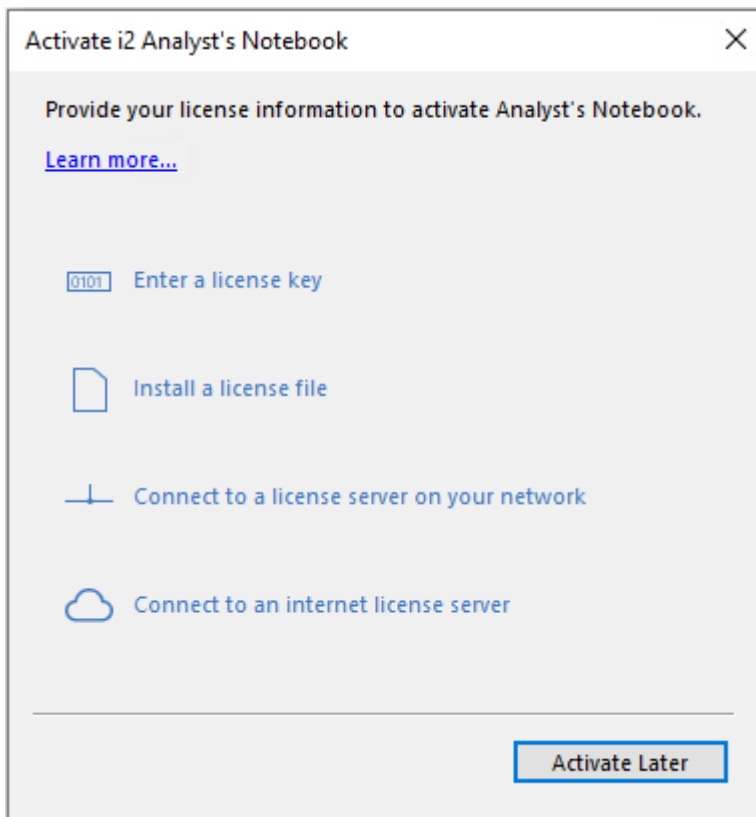 Activate i2 Analyst's Notebook
Provide your license information to activate Analyst's Notebook.
Learn more...
0101 Enter a license key
Install a license file
Connect to a license server on your network
Connect to an internet license server
Activate Later